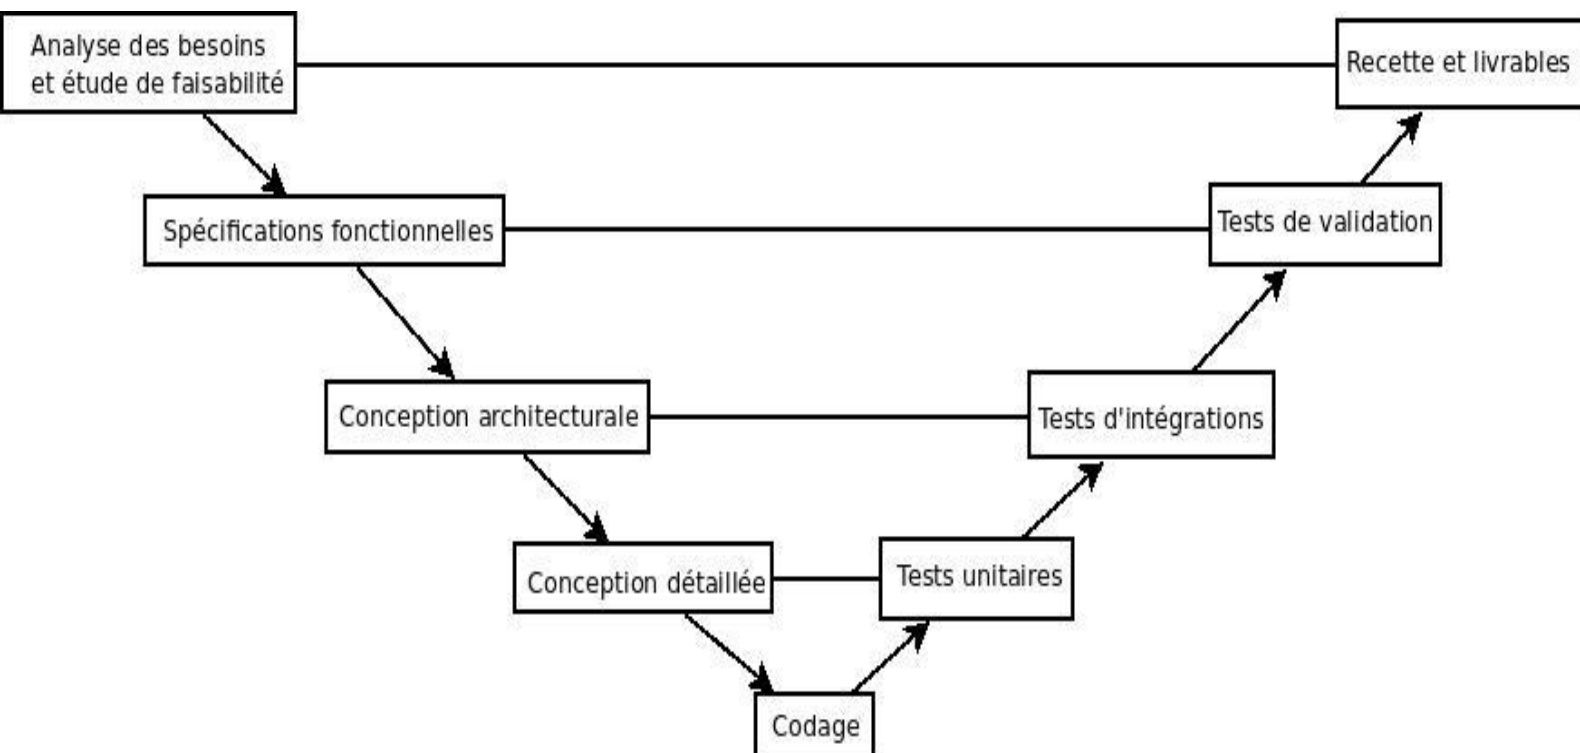 Analyse des besoins
et étude de faisabilité
Recette et livrables
Spécifications fonctionnelles
Tests de validation
Conception architecturale
Tests d'intégrations
Conception détaillée
Tests unitaires
Codage